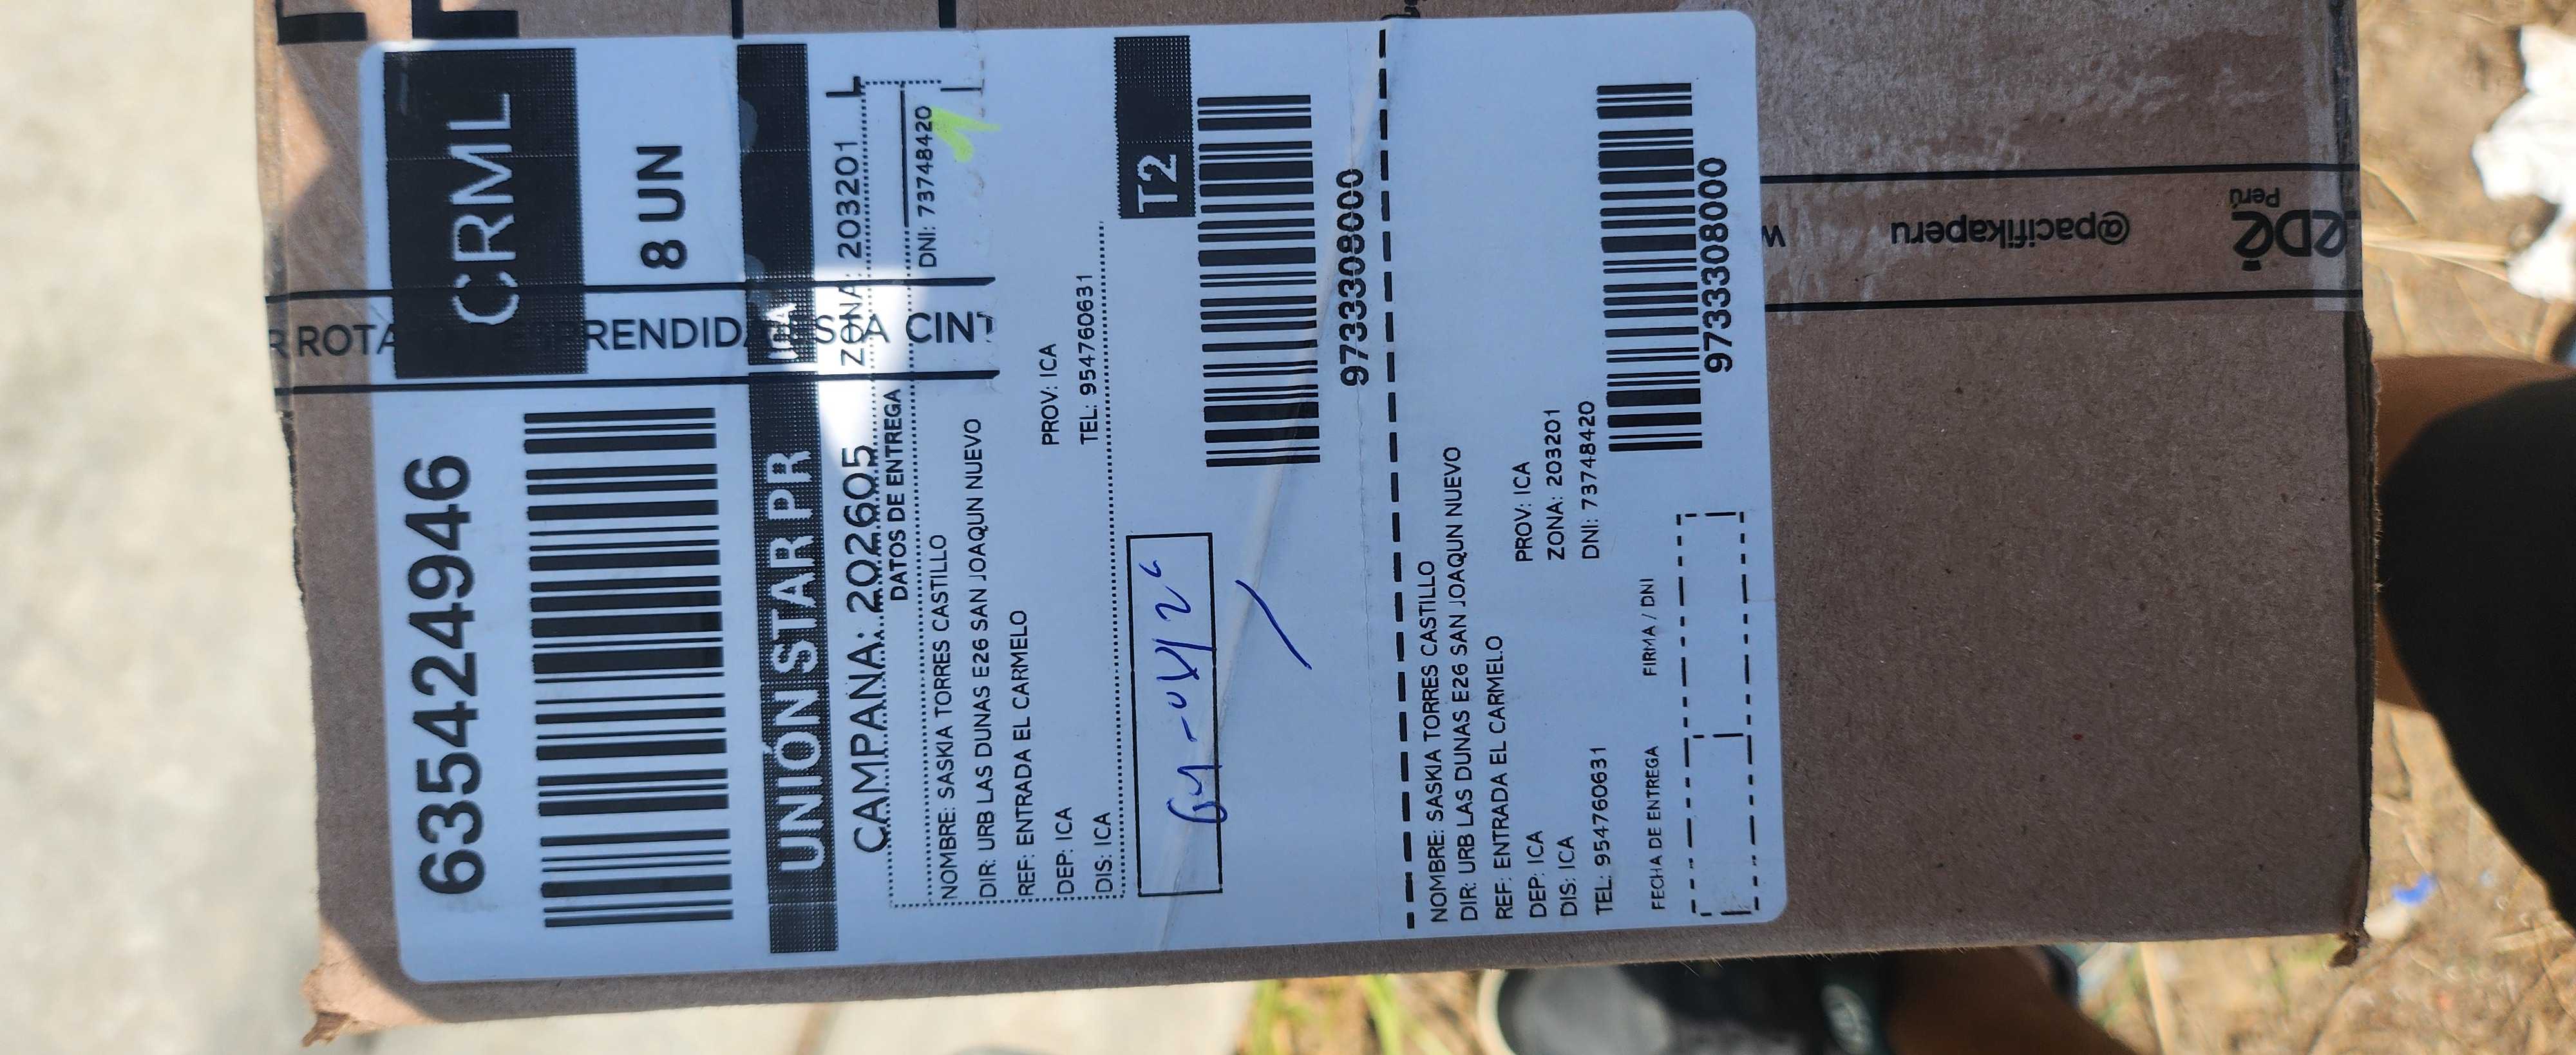 6354424946
CRML
8 UN
UNIÓN STAR PR
ICA
CAMPAÑA: 202605
ZONA: 203201
DATOS DE ENTREGA
DNI: 73748420
NOMBRE: SASKIA TORRES CASTILLO
DIR: URB LAS DUNAS E26 SAN JOAQUN NUEVO
REF: ENTRADA EL CARMELO
DEP: ICA
PROV: ICA
DIS: ICA
TEL: 954760631
T2
9733308000
NOMBRE: SASKIA TORRES CASTILLO
DIR: URB LAS DUNAS E26 SAN JOAQUN NUEVO
REF: ENTRADA EL CARMELO
DEP: ICA
PROV: ICA
DIS: ICA
ZONA: 203201
TEL: 954760631
DNI: 73748420
FECHA DE ENTREGA
FIRMA / DNI
9733308000
R ROTA
RENDIDA
CINT
@pacifikaperu
Perú